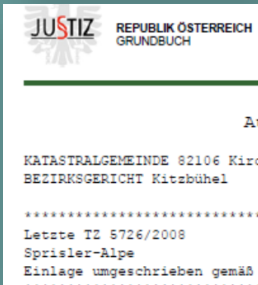 JUSTIZ REPUBLIK ÖSTERREICH
GRUNDBUCH
KATASTRALGEMEINDE 82106
BEZIRKSGERICHT Kitzbühel
******************************
Letzte TZ 5726/2008
Sprisler-Alpe
Einlage umgeschrieben gemäß